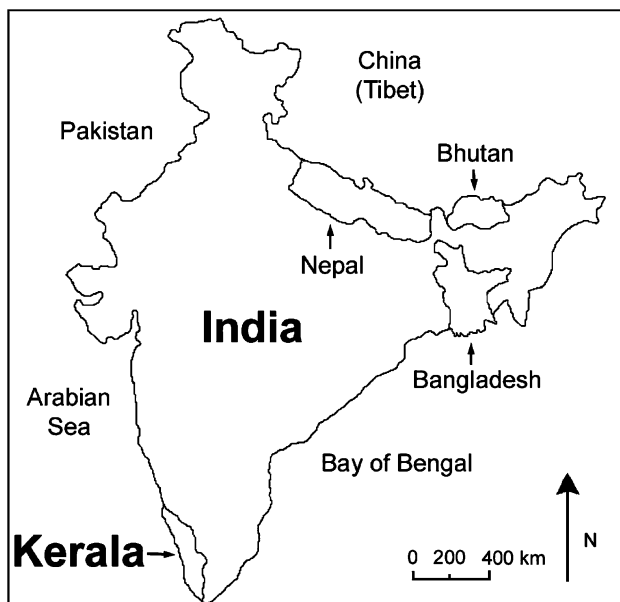 China
(Tibet)
Pakistan
Bhutan
Nepal
India
Bangladesh
Arabian
Sea
Bay of Bengal
Kerala
N
0 200 400 km